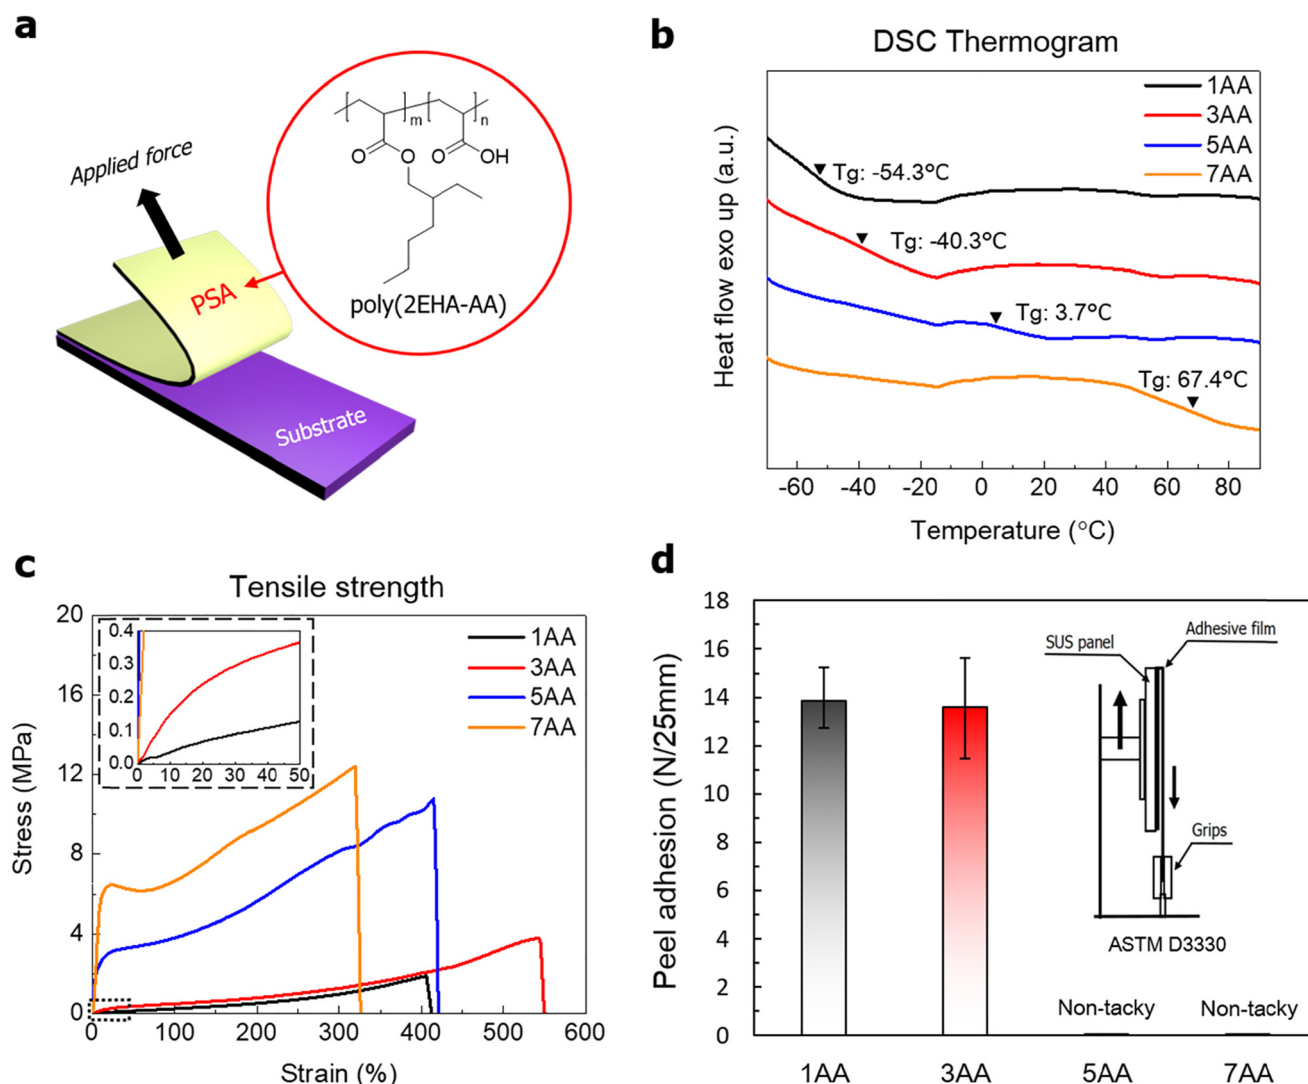 a
Applied force
PSA
Substrate
m
n
O
O
O
OH
poly(2EHA-AA)
b
DSC Thermogram
Heat flow exo up (a.u.)
1AA
3AA
5AA
7AA
Tg: -54.3°C
Tg: -40.3°C
Tg: 3.7°C
Tg: 67.4°C
-60 -40 -20 0 20 40 60 80
Temperature (°C)
c
Tensile strength
Stress (MPa)
20
16
12
8
4
0
0.4
0.3
0.2
0.1
0.0
0 10 20 30 40 50
1AA
3AA
5AA
7AA
0 100 200 300 400 500 600
Strain (%)
d
Peel adhesion (N/25mm)
18
16
14
12
10
8
6
4
2
0
SUS panel
Adhesive film
Grips
ASTM D3330
Non-tacky Non-tacky
1AA 3AA 5AA 7AA